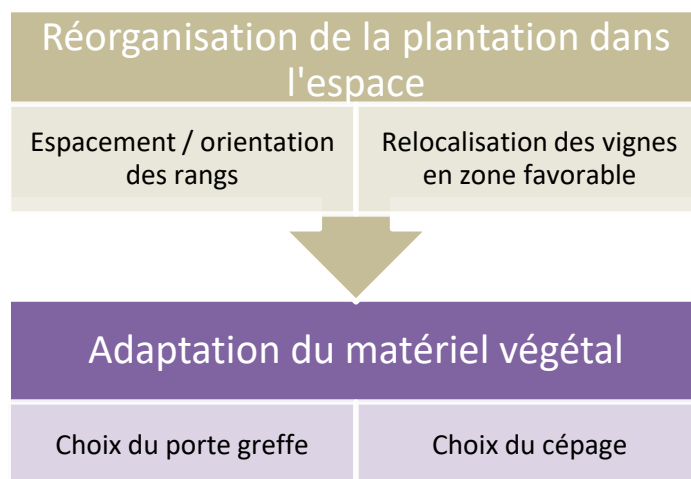 Réorganisation de la plantation dans
l'espace
Espacement / orientation
des rangs
Relocalisation des vignes
en zone favorable
Adaptation du matériel végétal
Choix du porte greffe
Choix du cépage